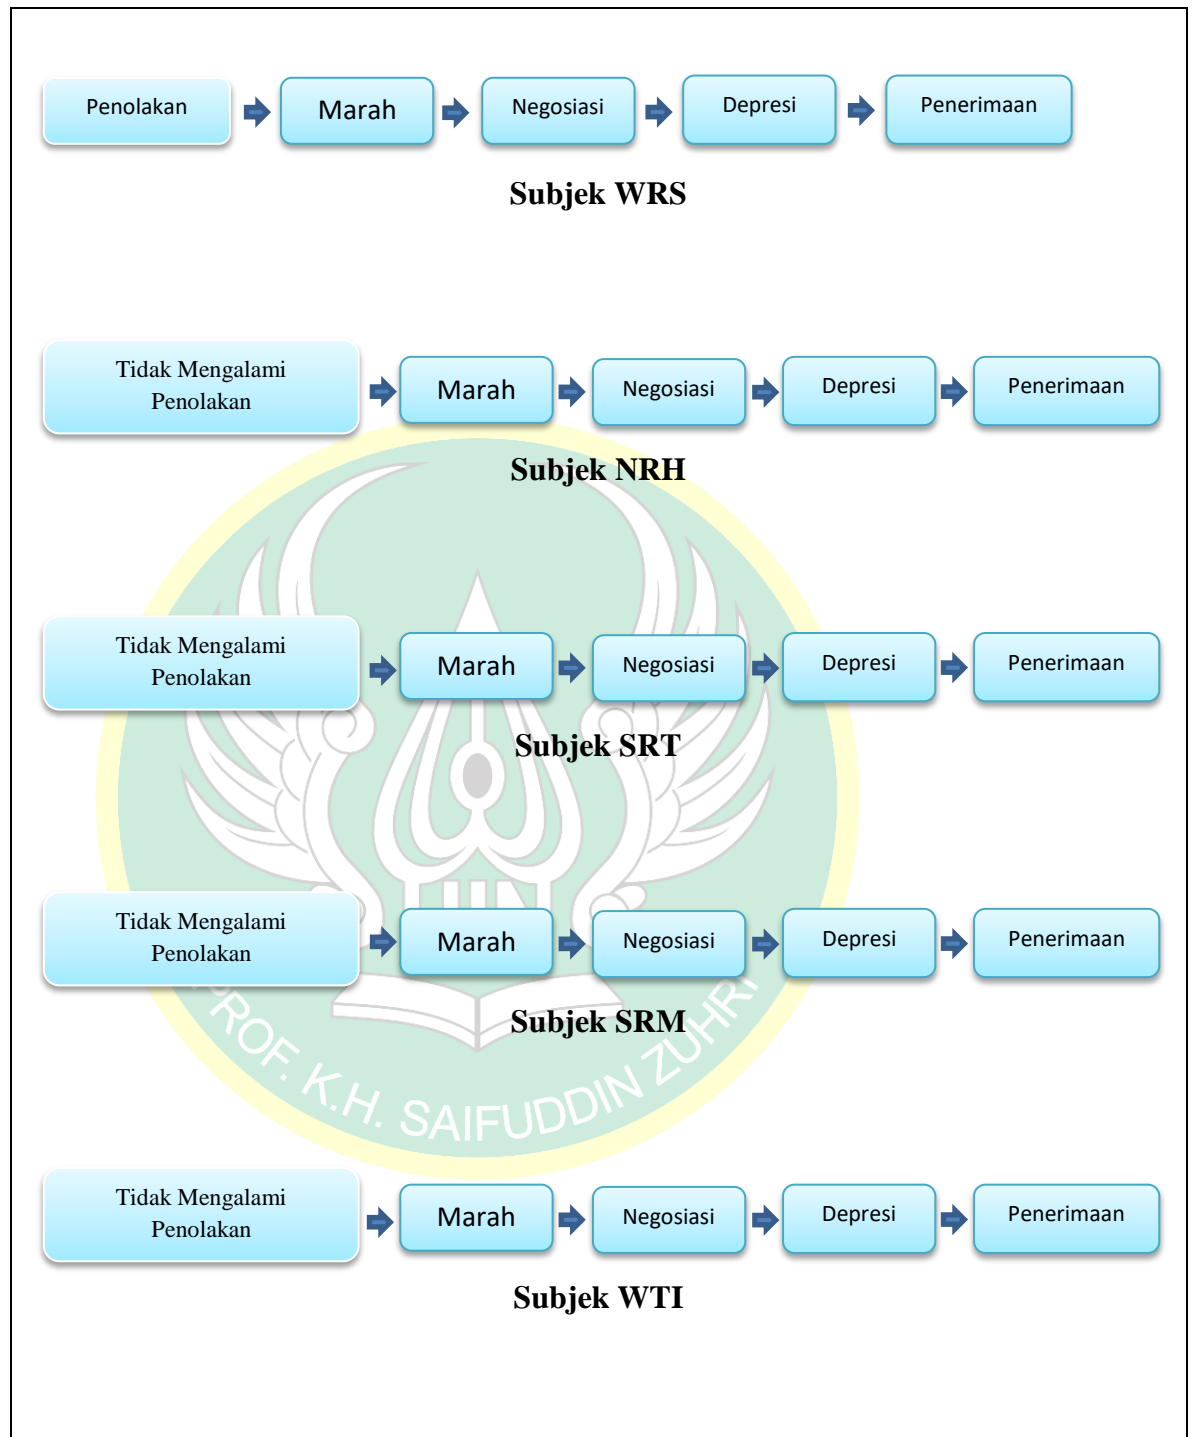 Penolakan Marah Negosiasi Depresi Penerimaan
Subjek WRS
Tidak Mengalami
Penolakan
Marah Negosiasi Depresi Penerimaan
Subjek NRH
Tidak Mengalami
Penolakan
Marah Negosiasi Depresi Penerimaan
Subjek SRT
Tidak Mengalami
Penolakan
Marah Negosiasi Depresi Penerimaan
UIN
Subjek SRM
PROF. K.H. SAIFUDDIN ZUHRI
Tidak Mengalami
Penolakan
Marah Negosiasi Depresi Penerimaan
Subjek WTI